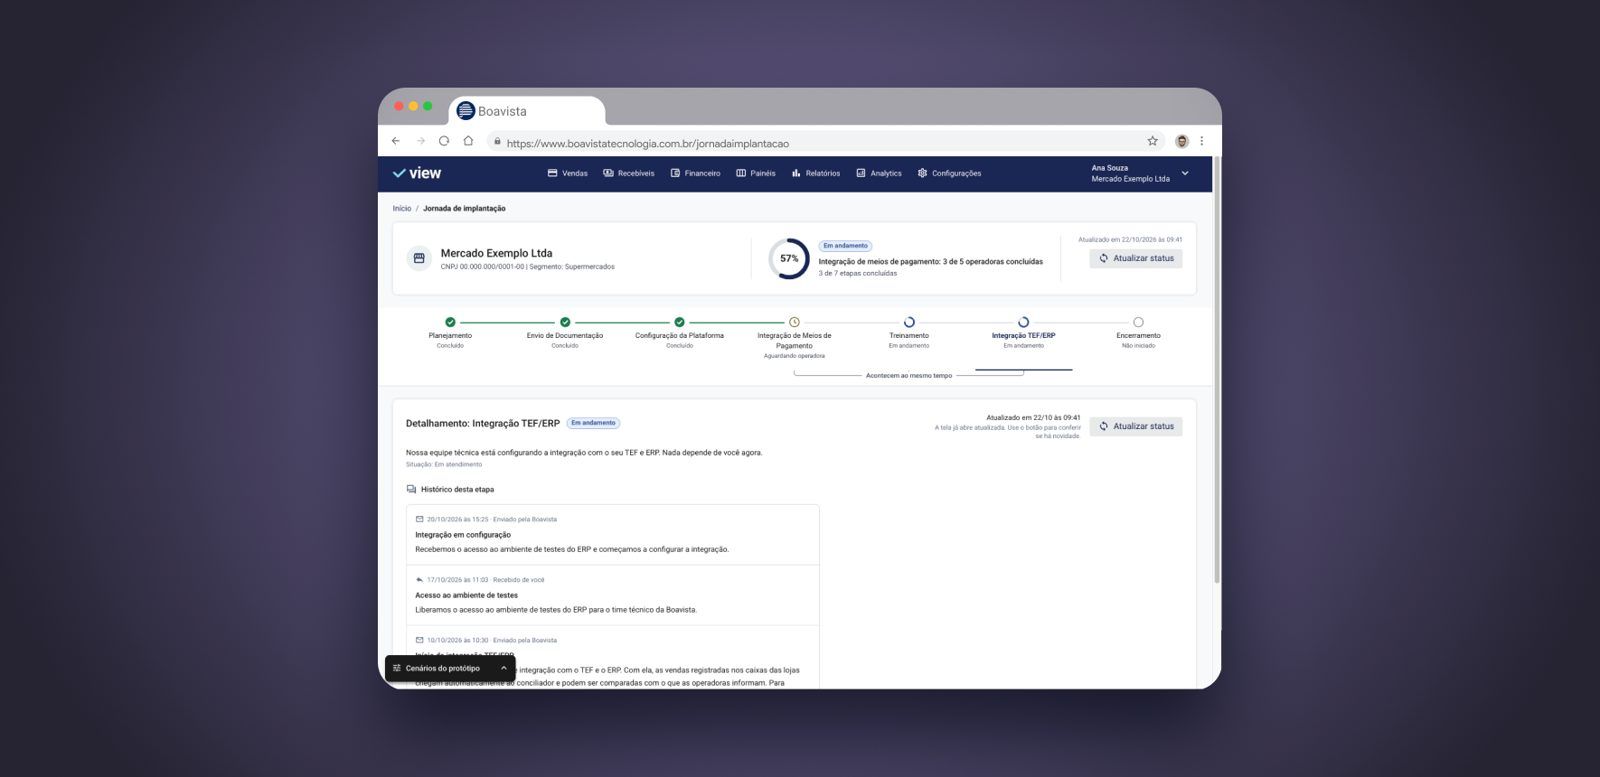 Boavista
https://www.boavistatecnologia.com.br/jornadaimplantacao
view
Vendas
Recebíveis
Financeiro
Painéis
Relatórios
Analytics
Configurações
Ana Souza
Mercado Exemplo Ltda
Início / Jornada de implantação
Mercado Exemplo Ltda
CNPJ 00.000.000/0001-00 | Segmento: Supermercados
57%
Em andamento
Integração de meios de pagamento: 3 de 5 operadoras concluídas
3 de 7 etapas concluídas
Atualizado em 22/10/2026 às 09:41
Atualizar status
Planejamento
Concluído
Envio de Documentação
Concluído
Configuração da Plataforma
Concluído
Integração de Meios de
Pagamento
Aguardando operadora
Treinamento
Em andamento
Integração TEF/ERP
Em andamento
Encerramento
Não iniciado
Acontecem ao mesmo tempo
Detalhamento: Integração TEF/ERP
Em andamento
Atualizado em 22/10 às 09:41
A tela já abre atualizada. Use o botão para conferir
se há novidade.
Atualizar status
Nossa equipe técnica está configurando a integração com o seu TEF e ERP. Nada depende de você agora.
Situação: Em atendimento
Histórico desta etapa
20/10/2026 às 15:25 · Enviado pela Boavista
Integração em configuração
Recebemos o acesso ao ambiente de testes do ERP e começamos a configurar a integração.
17/10/2026 às 11:03 · Recebido de você
Acesso ao ambiente de testes
Liberamos o acesso ao ambiente de testes do ERP para o time técnico da Boavista.
10/10/2026 às 10:30 · Enviado pela Boavista
Cenários do protótipo
integração com o TEF e o ERP. Com ela, as vendas registradas nos caixas das lojas
chegam automaticamente ao conciliador e podem ser comparadas com o que as operadoras informam. Para